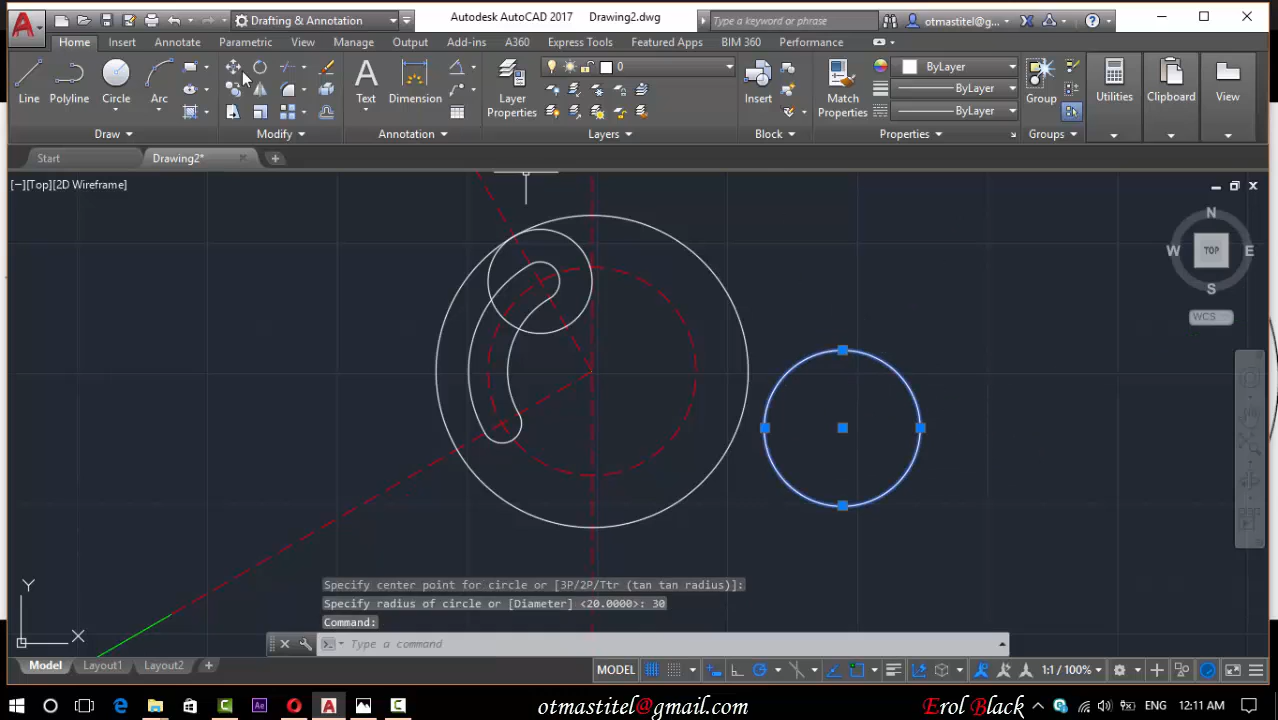 Drafting & Annotation
Autodesk AutoCAD 2017 Drawing2.dwg
Type a keyword or phrase
otmastitel@g...
Home Insert Annotate Parametric View Manage Output Add-ins A360 Express Tools Featured Apps BIM 360 Performance
Line Polyline Circle Arc
Text Dimension
Layer Properties
0
Insert
Match Properties
ByLayer
ByLayer
ByLayer
Group
Utilities
Clipboard
View
Draw Modify Annotation Layers Block Properties Groups
Start Drawing2*
[−][Top][2D Wireframe]
N
W TOP E
S
WCS
Specify center point for circle or [3P/2P/Ttr (tan tan radius)]:
Specify radius of circle or [Diameter] <20.0000>: 30
Command:
Y
X
Type a command
Model Layout1 Layout2 +
MODEL
1:1 / 100%
otmastitel@gmail.com
Erol Black
ENG 12:11 AM